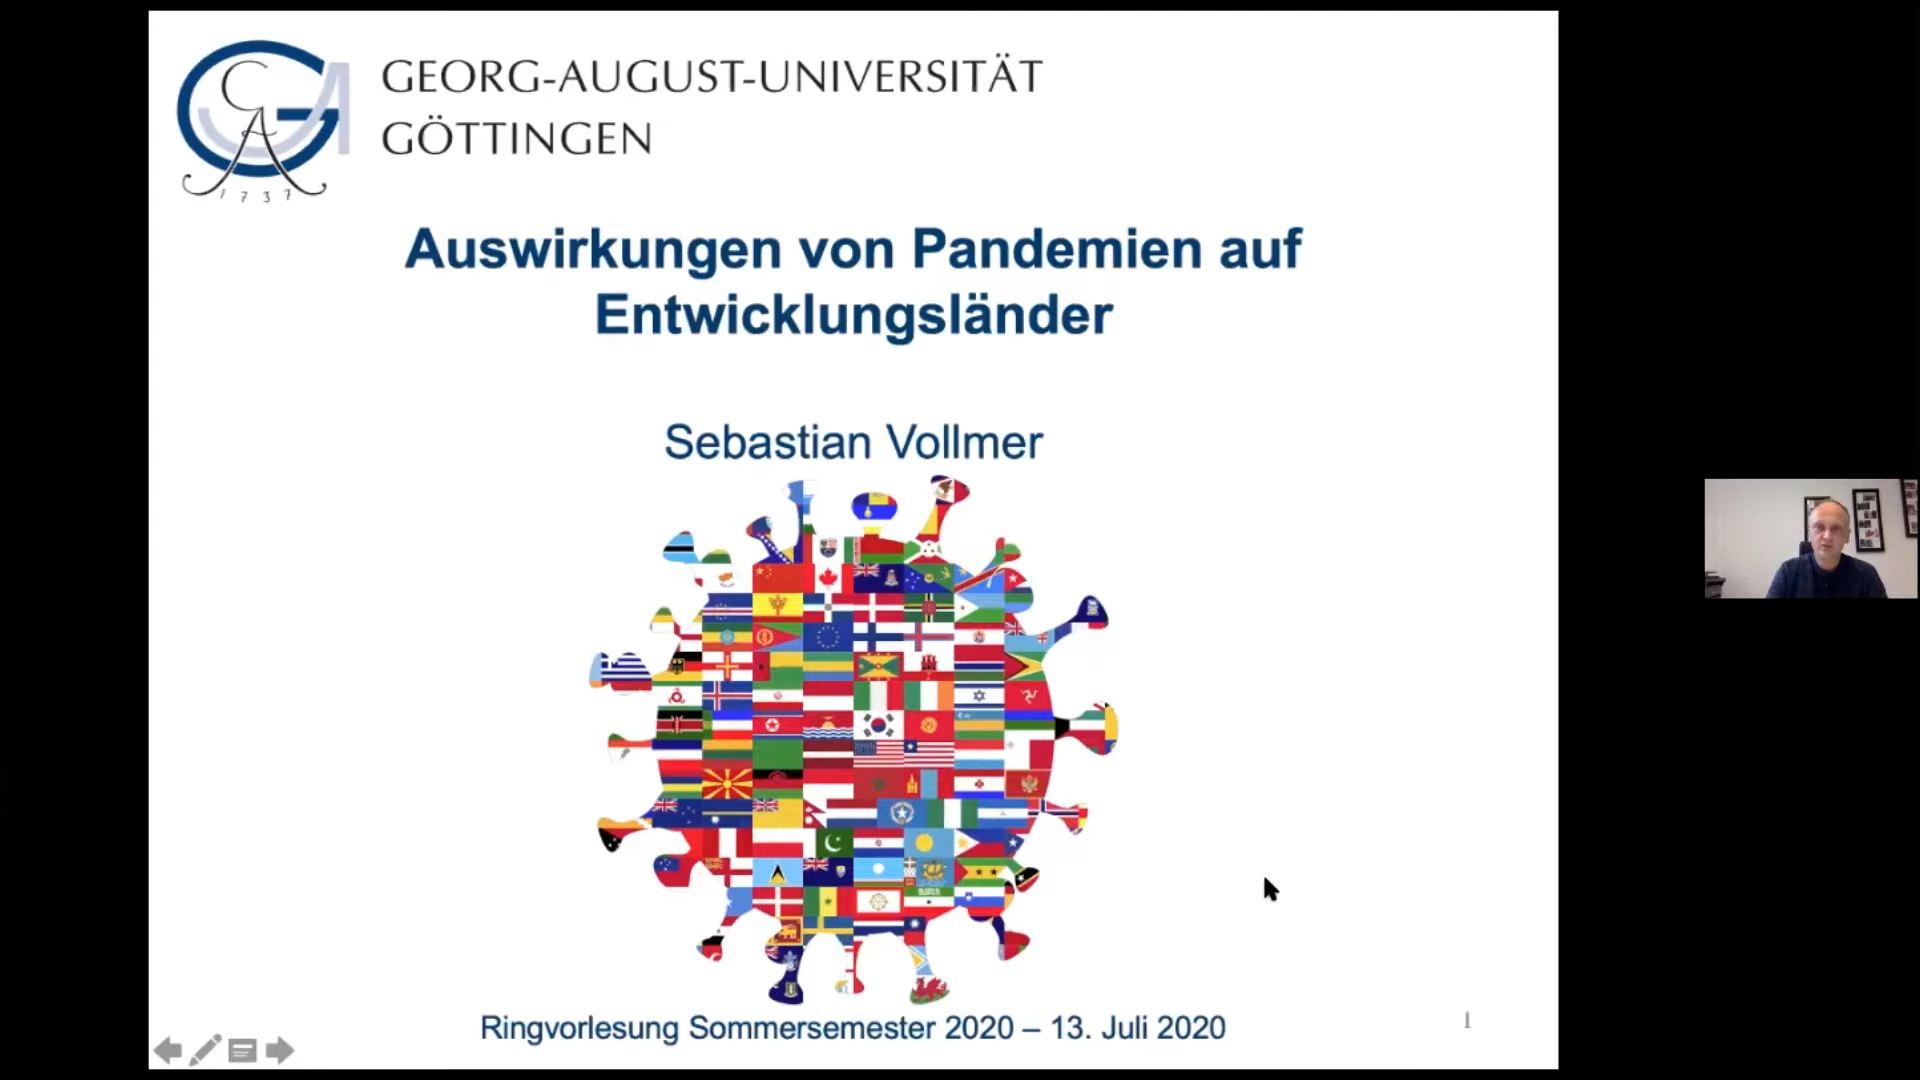 GEORG-AUGUST-UNIVERSITÄT
GÖTTINGEN
1737
Auswirkungen von Pandemien auf
Entwicklungsländer
Sebastian Vollmer
Ringvorlesung Sommersemester 2020 – 13. Juli 2020
1